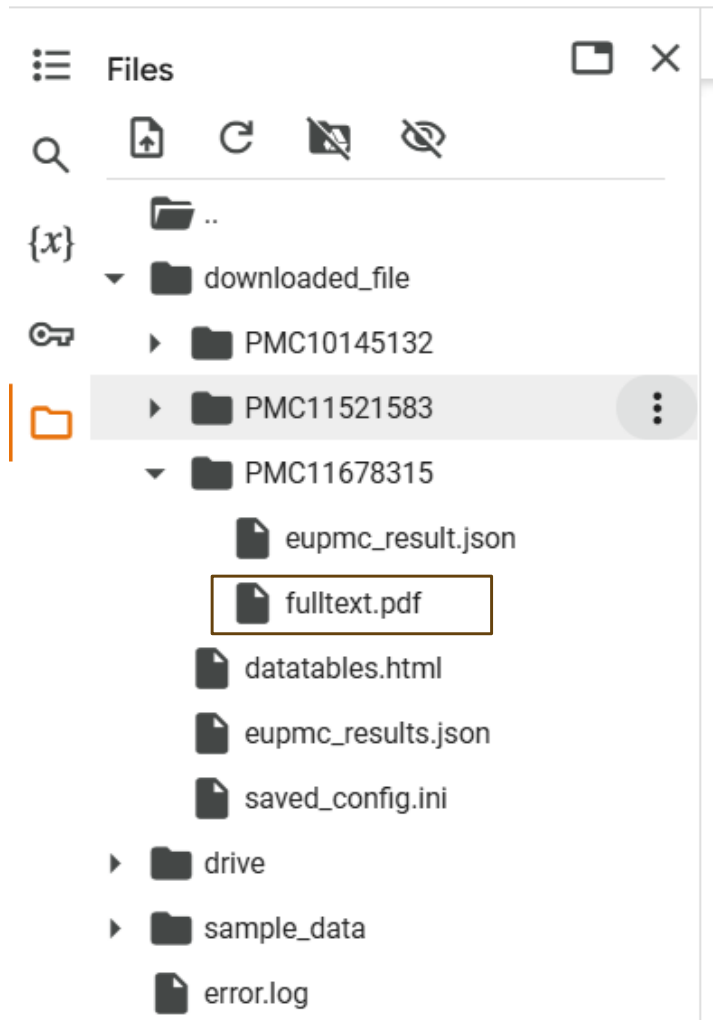 Files
..
{x}
downloaded_file
PMC10145132
PMC11521583
PMC11678315
eupmc_result.json
fulltext.pdf
datatables.html
eupmc_results.json
saved_config.ini
drive
sample_data
error.log